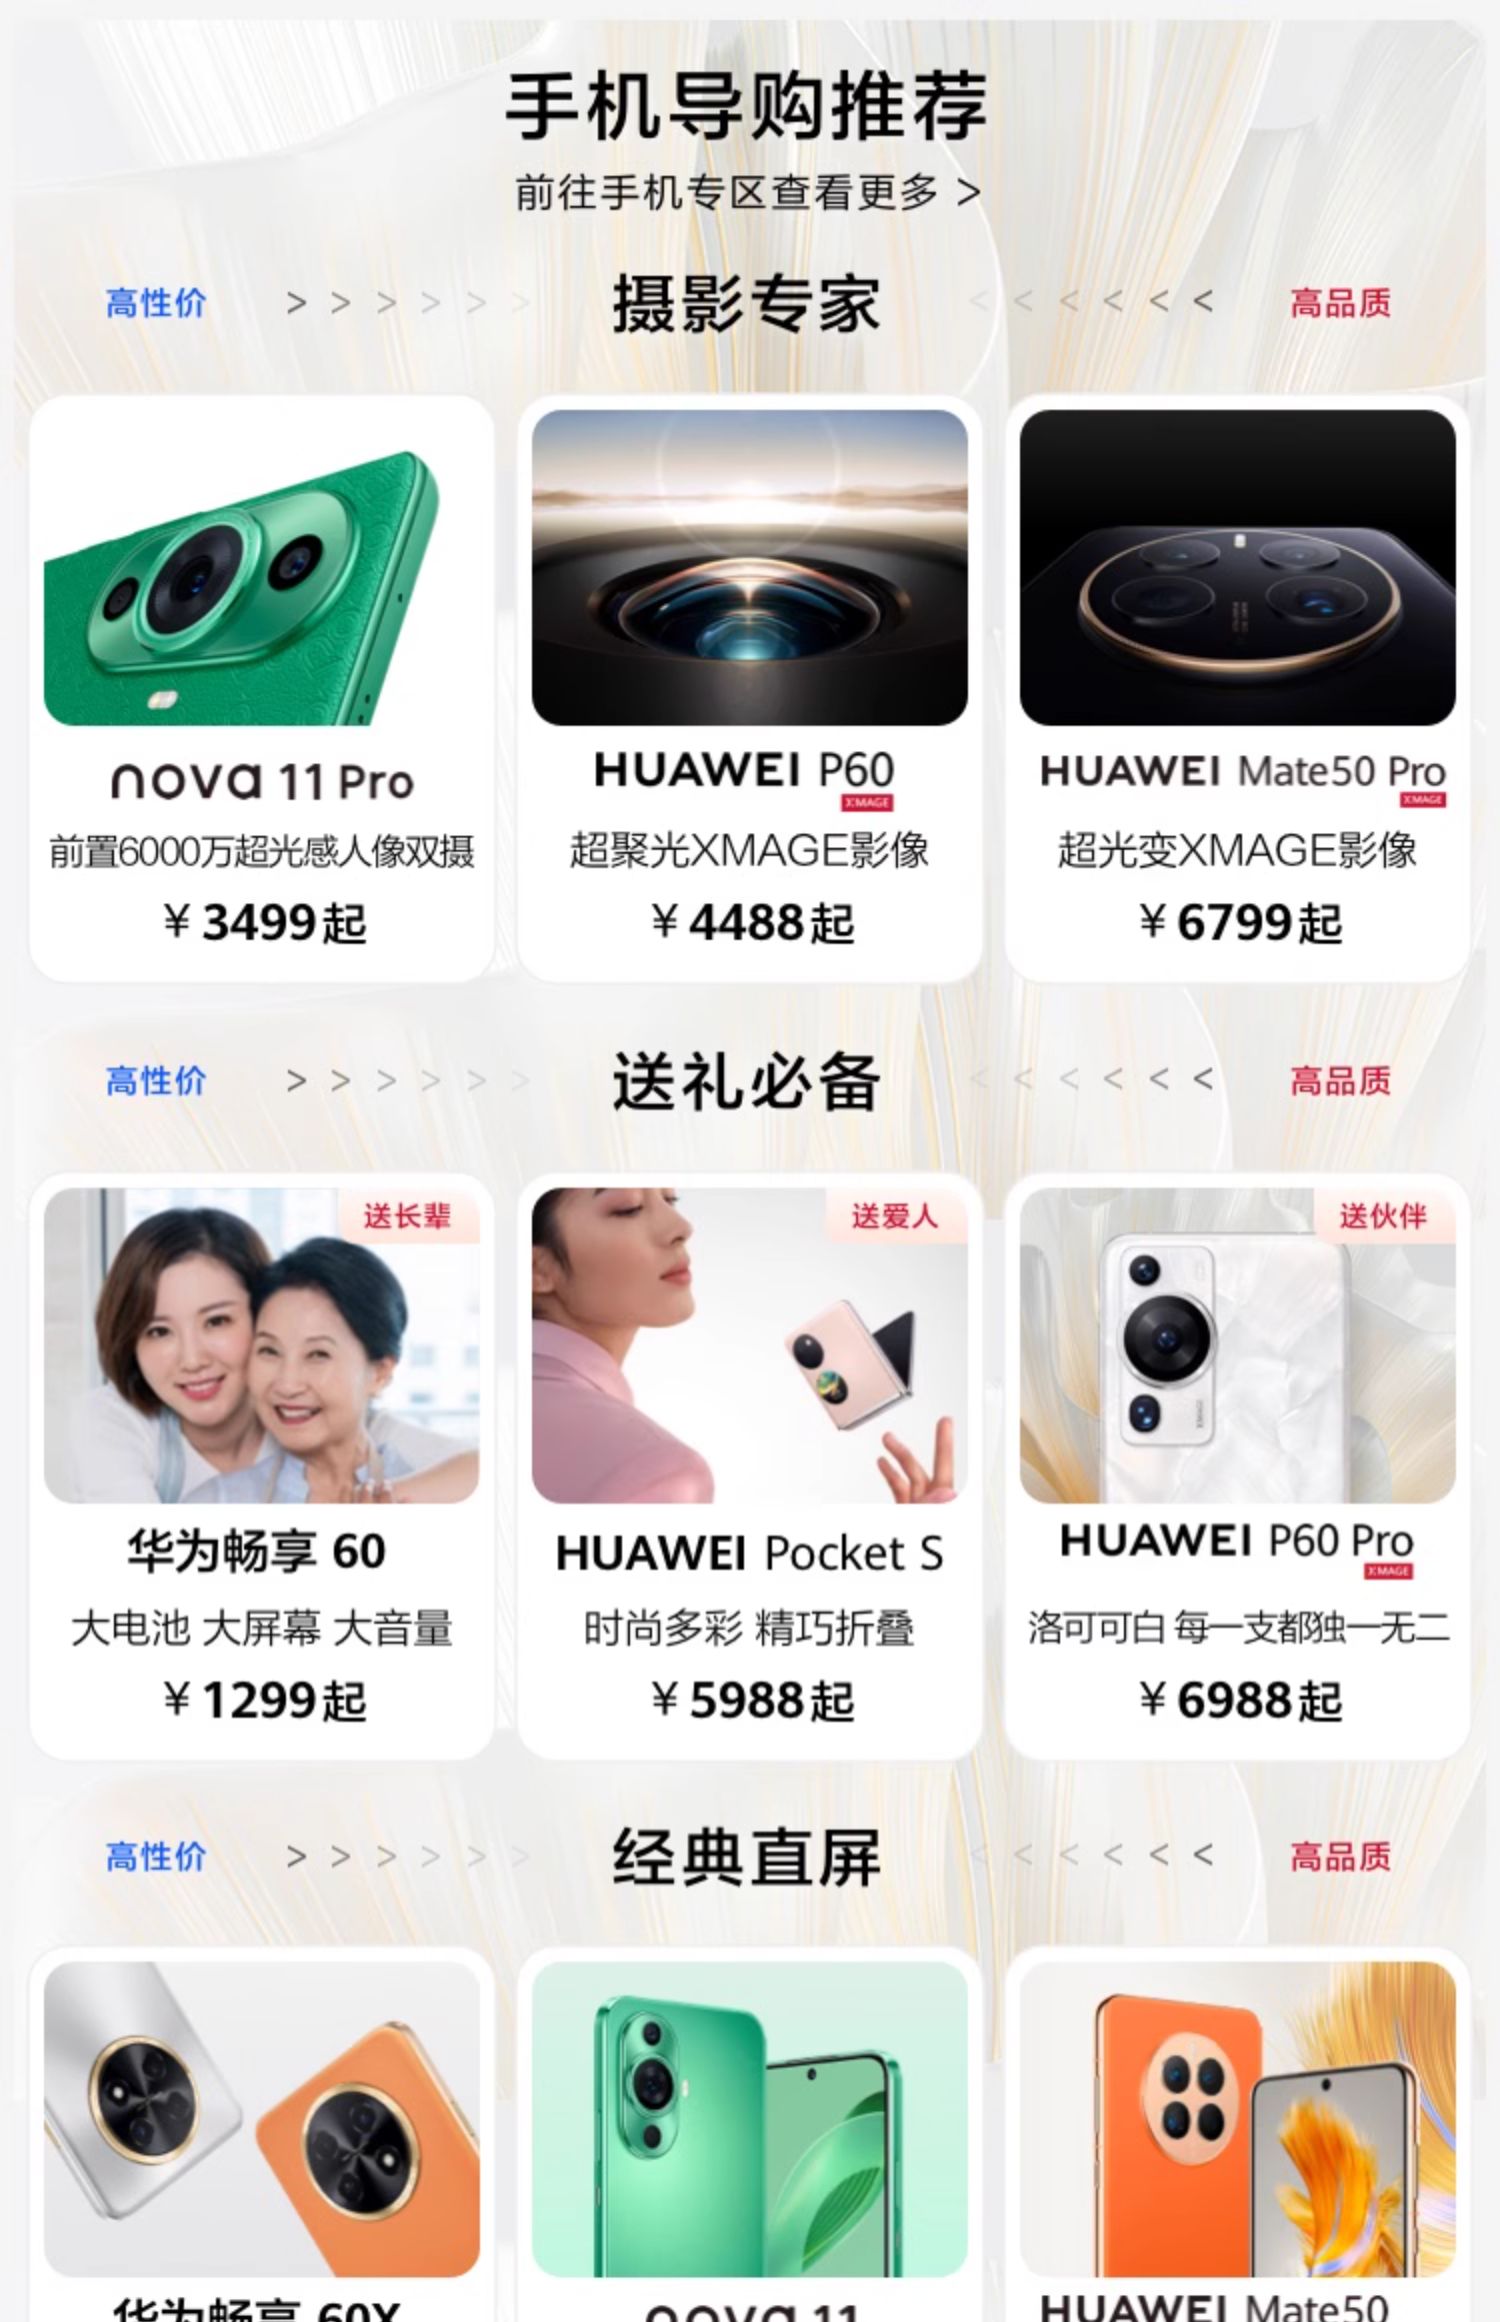 手机导购推荐
前往手机专区查看更多 >
高性价 > > > > > > 摄影专家 < < < < < < 高品质
nova 11 Pro
前置6000万超光感人像双摄
¥3499起
HUAWEI P60
XMAGE
超聚光XMAGE影像
¥4488起
HUAWEI Mate50 Pro
XMAGE
超光变XMAGE影像
¥6799起
高性价 > > > > > > 送礼必备 < < < < < < 高品质
送长辈
华为畅享 60
大电池 大屏幕 大音量
¥1299起
送爱人
HUAWEI Pocket S
时尚多彩 精巧折叠
¥5988起
送伙伴
XMAGE
HUAWEI P60 Pro
XMAGE
洛可可白 每一支都独一无二
¥6988起
高性价 > > > > > > 经典直屏 < < < < < < 高品质
华为畅享 60X
nova 11
HUAWEI Mate50